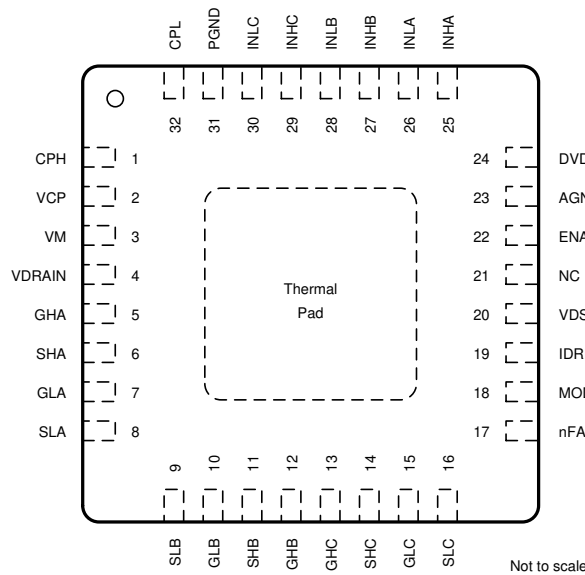 CPL
PGND
INLC
INHC
INLB
INHB
INLA
INHA
32
31
30
29
28
27
26
25
CPH 1
VCP 2
VM 3
VDRAIN 4
GHA 5
SHA 6
GLA 7
SLA 8
Thermal
Pad
24 DVD
23 AGN
22 ENA
21 NC
20 VDS
19 IDR
18 MOD
17 nFA
9
10
11
12
13
14
15
16
SLB
GLB
SHB
GHB
GHC
SHC
GLC
SLC
Not to scale